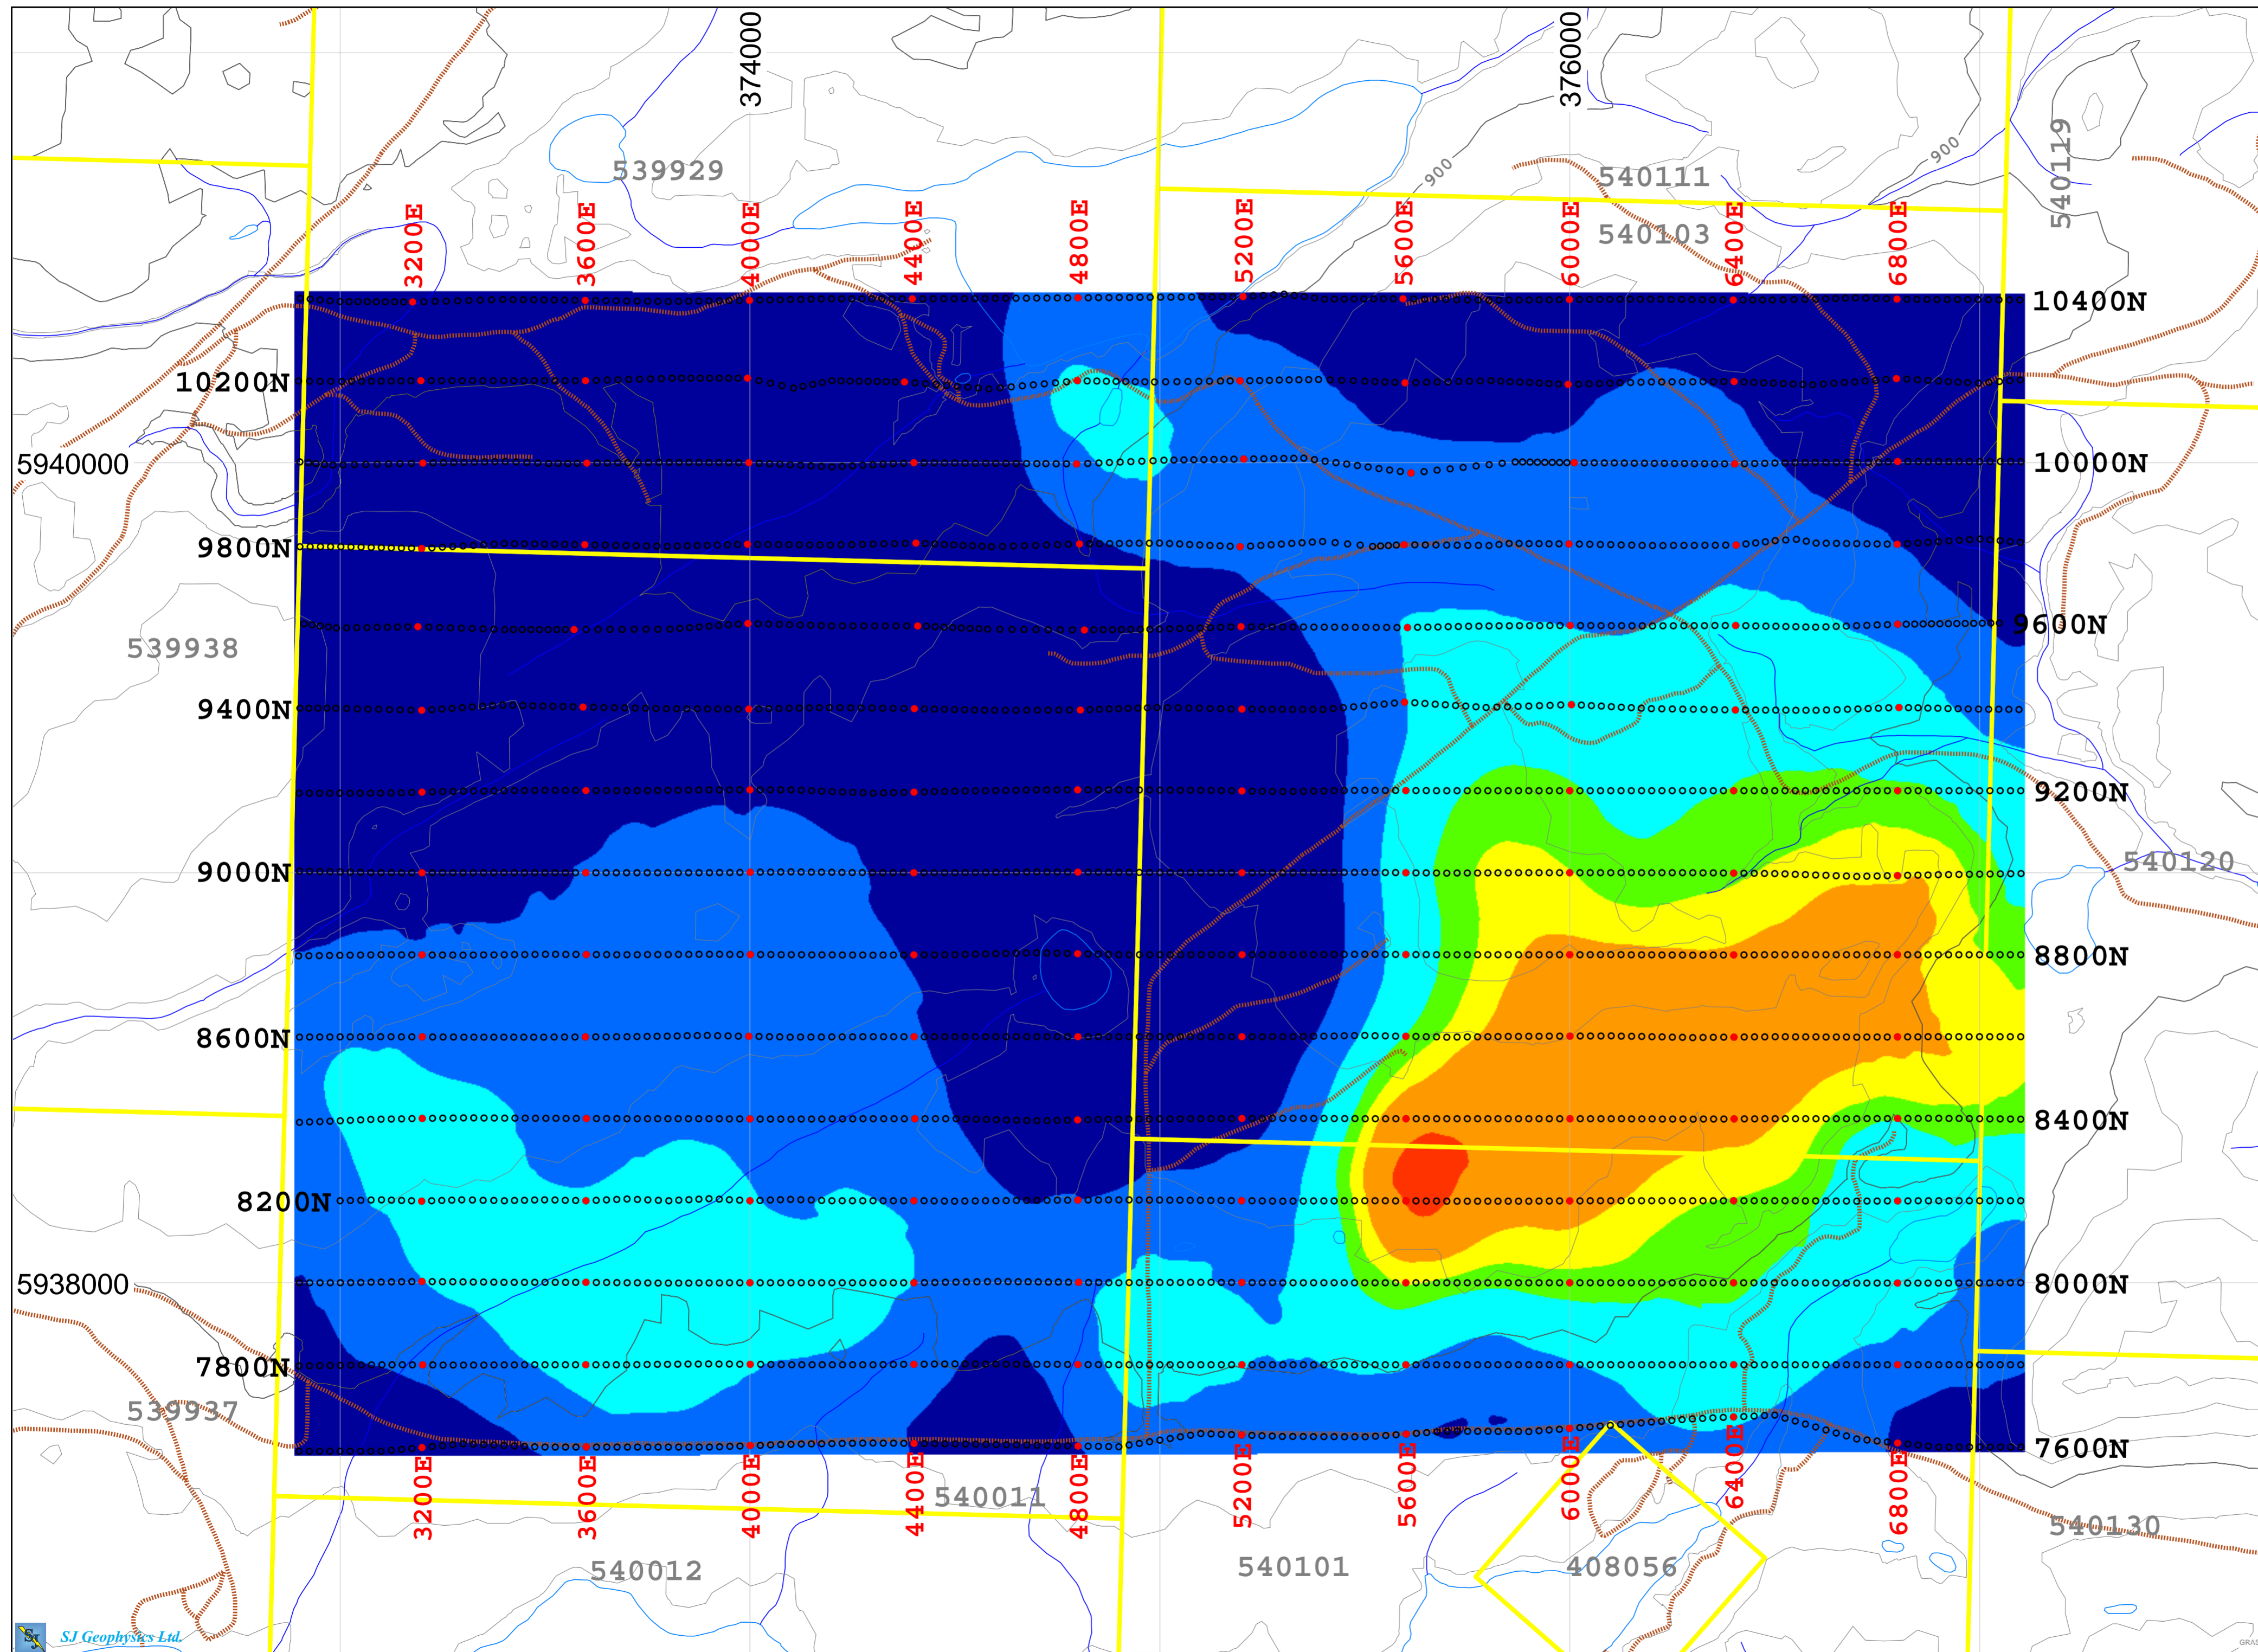 374000
376000
540119
900
900
539929
540111
540103
3200E
3600E
4000E
4400E
4800E
5200E
5600E
6000E
6400E
6800E
10400N
10200N
5940000
10000N
9800N
9600N
539938
9400N
9200N
9000N
540120
8800N
8600N
8400N
8200N
5938000
8000N
7800N
539937
7600N
3200E
3600E
4000E
4400E
4800E
5200E
5600E
6000E
6400E
6800E
540011
540130
540012
540101
408056
SJ
SJ Geophysics Ltd.
GRAS